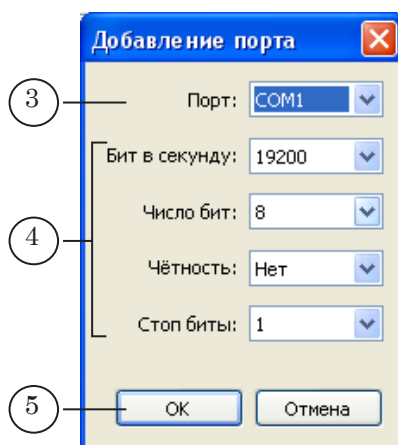 Добавление порта
3
Порт: COM1
Бит в секунду: 19200
Число бит: 8
4
Чётность: Нет
Стоп биты: 1
5
OK Отмена